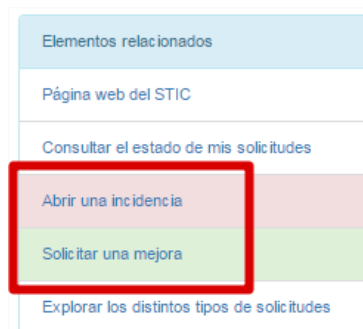 Elementos relacionados
Página web del STIC
Consultar el estado de mis solicitudes
Abrir una incidencia
Solicitar una mejora
Explorar los distintos tipos de solicitudes